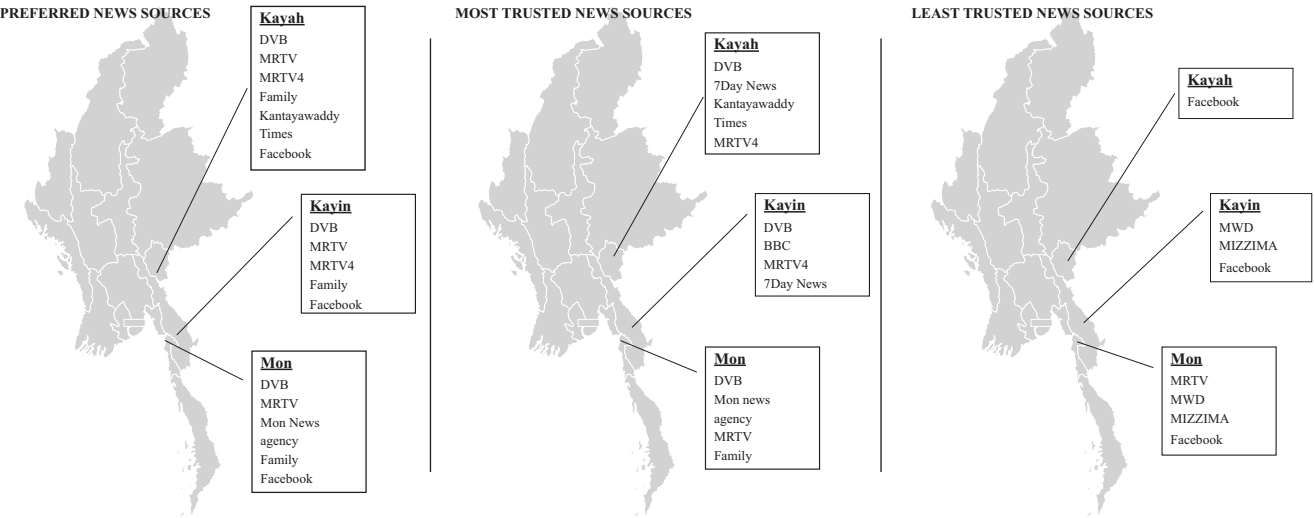 PREFERRED NEWS SOURCES
Kayah
DVB
MRTV
MRTV4
Family
Kantayawaddy
Times
Facebook
Kayin
DVB
MRTV
MRTV4
Family
Facebook
Mon
DVB
MRTV
Mon News
agency
Family
Facebook
MOST TRUSTED NEWS SOURCES
Kayah
DVB
7Day News
Kantayawaddy
Times
MRTV4
Kayin
DVB
BBC
MRTV4
7Day News
Mon
DVB
Mon news
agency
MRTV
Family
LEAST TRUSTED NEWS SOURCES
Kayah
Facebook
Kayin
MWD
MIZZIMA
Facebook
Mon
MRTV
MWD
MIZZIMA
Facebook